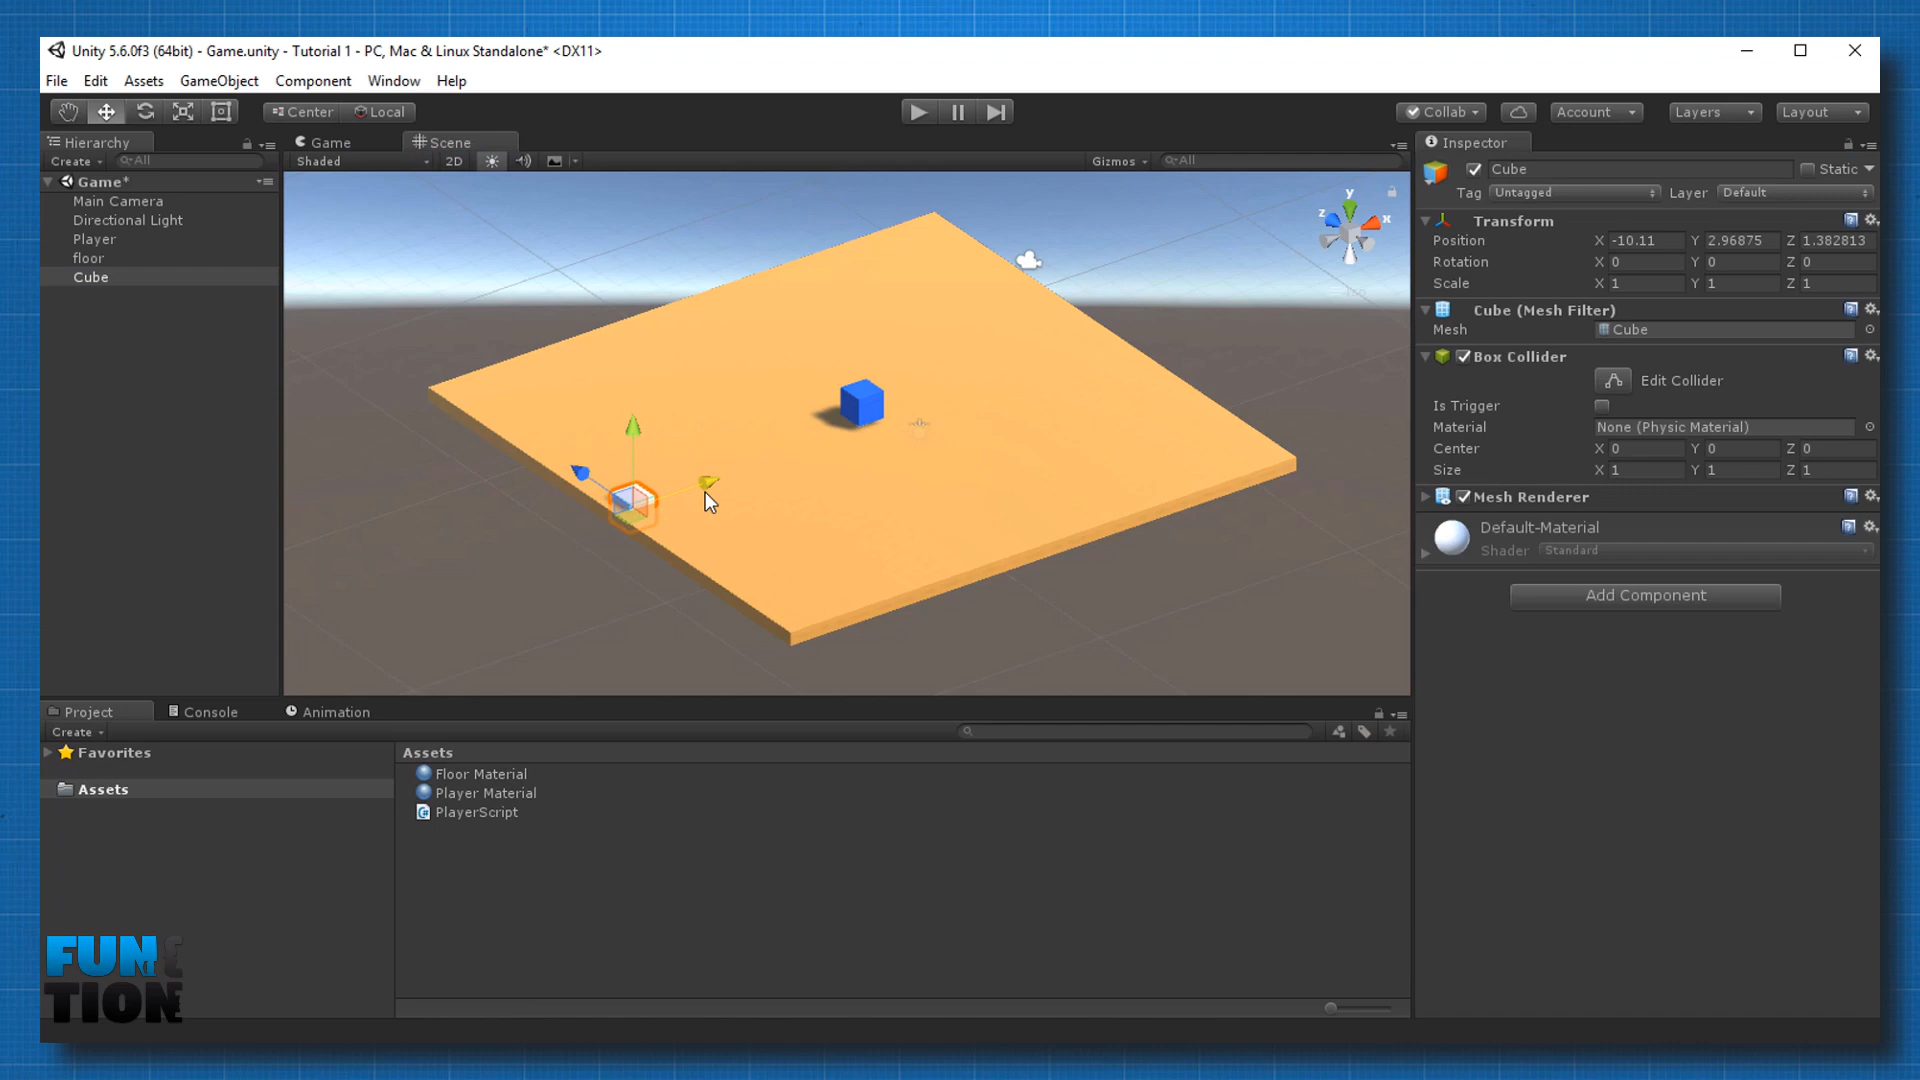 Unity 5.6.0f3 (64bit) - Game.unity - Tutorial 1 - PC, Mac & Linux Standalone* <DX11>
File Edit Assets GameObject Component Window Help
Center Local Collab Account Layers Layout
Hierarchy Game Scene Inspector
Create All Shaded 2D Gizmos All
Cube Static
Game*
Tag Untagged Layer Default
Main Camera
Directional Light
Player
floor
Cube
y
z x
Transform
Position X -10.11 Y 2.96875 Z 1.382813
Rotation X 0 Y 0 Z 0
Scale X 1 Y 1 Z 1
Cube (Mesh Filter)
Mesh Cube
Box Collider
Edit Collider
Is Trigger
Material None (Physic Material)
Center X 0 Y 0 Z 0
Size X 1 Y 1 Z 1
Mesh Renderer
Default-Material
Shader Standard
Add Component
Project Console Animation
Create
Favorites
Assets
Assets
Floor Material
Player Material
PlayerScript
FUN
TION